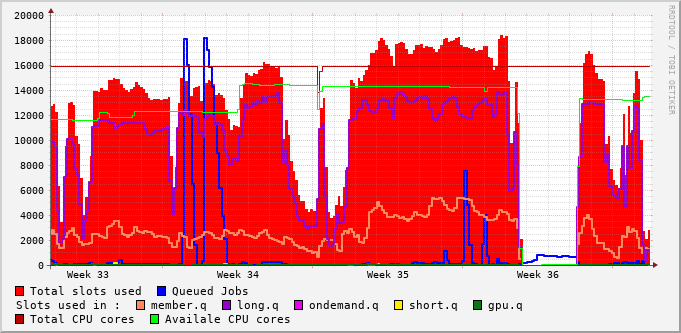 20000
18000
16000
14000
12000
10000
8000
6000
4000
2000
0
Week 33 Week 34 Week 35 Week 36
RRDTOOL / TOBI OETIKER
Total slots used Queued Jobs
Slots used in : member.q long.q ondemand.q short.q gpu.q
Total CPU cores Availale CPU cores